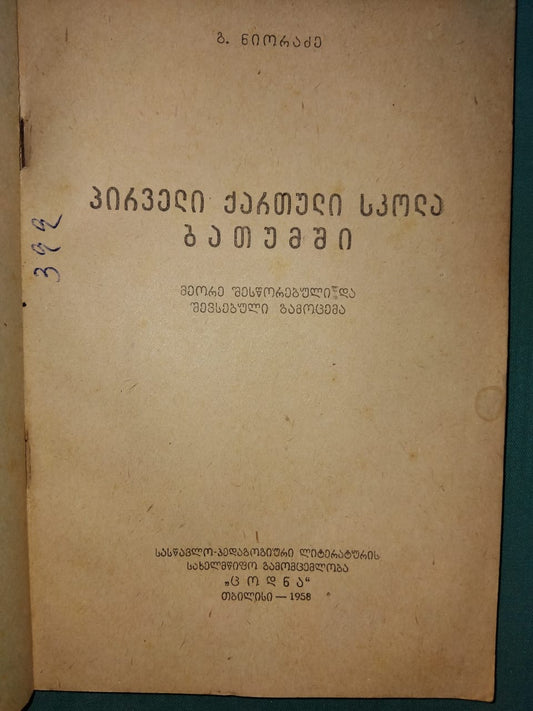 გ. ნიორაძე
პირველი ქართული სკოლა
ბათუმში
მეორე შესწორებული და
შევსებული გამოცემა
სასწავლო-პედაგოგიური ლიტერატურის
სახელმწიფო გამომცემლობა
„ცოდნა“
თბილისი — 1958